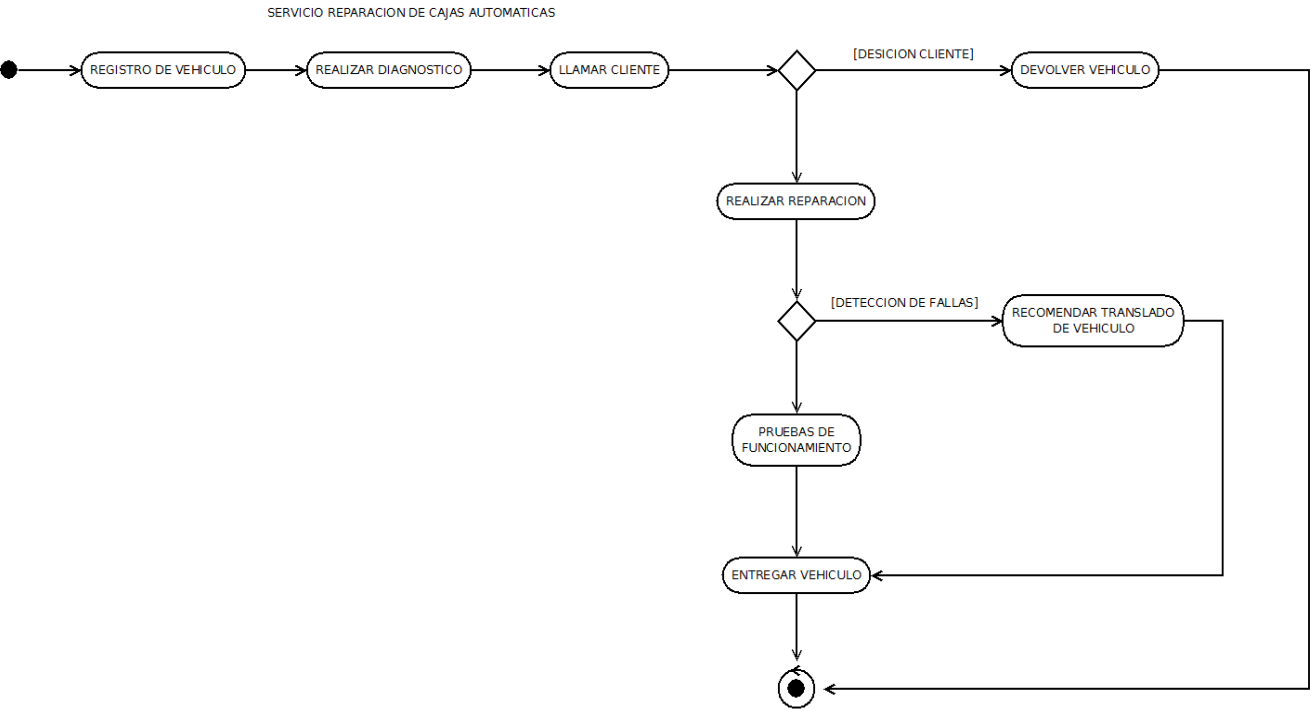 SERVICIO REPARACION DE CAJAS AUTOMATICAS
REGISTRO DE VEHICULO
REALIZAR DIAGNOSTICO
LLAMAR CLIENTE
[DESICION CLIENTE]
DEVOLVER VEHICULO
REALIZAR REPARACION
[DETECCION DE FALLAS]
RECOMENDAR TRANSLADO
DE VEHICULO
PRUEBAS DE
FUNCIONAMIENTO
ENTREGAR VEHICULO